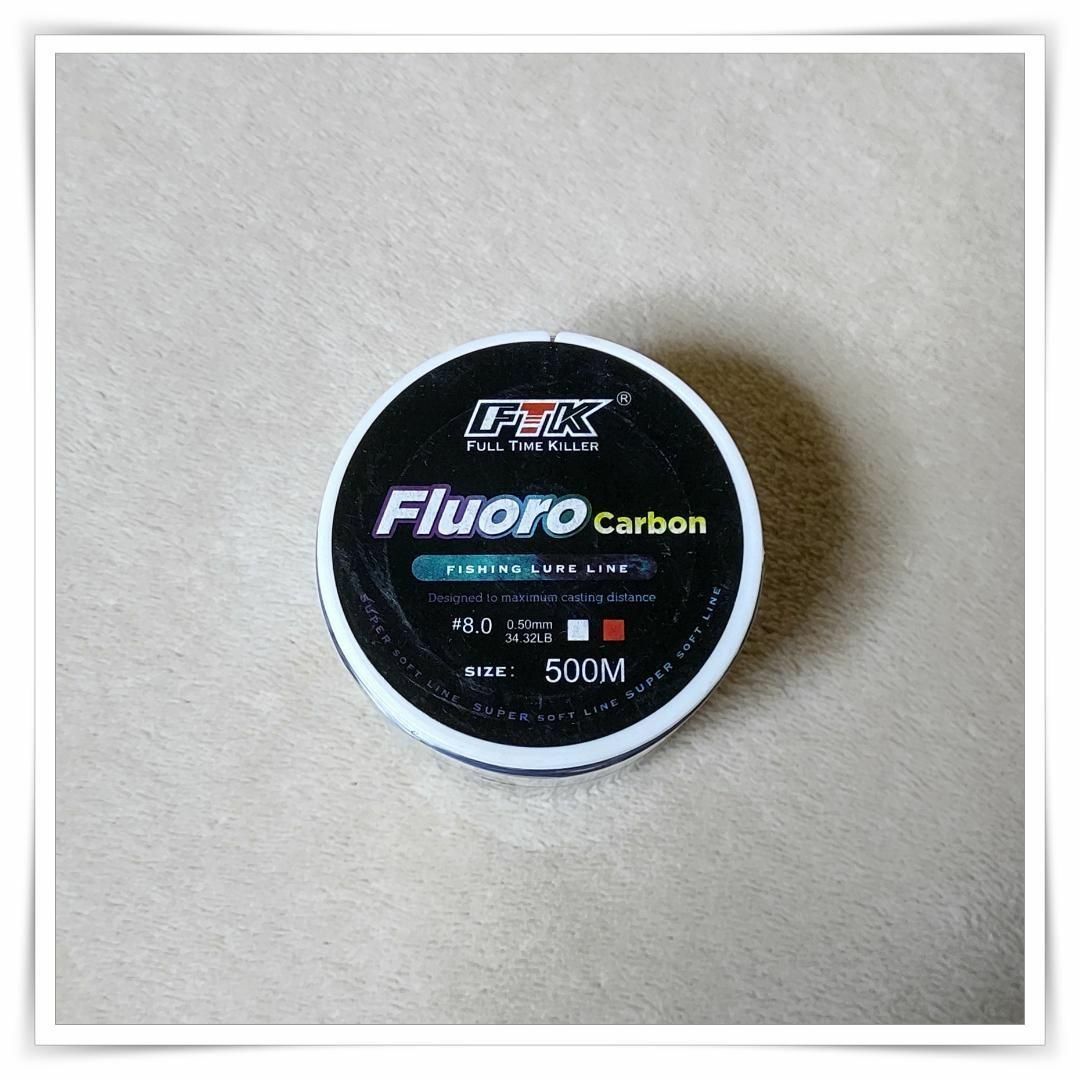 FTK®
FULL TIME KILLER
Fluoro Carbon
FISHING LURE LINE
Designed to maximum casting distance
#8.0 0.50mm
34.32LB
SIZE: 500M
SUPER SOFT LINE SUPER SOFT LINE SUPER SOFT LINE